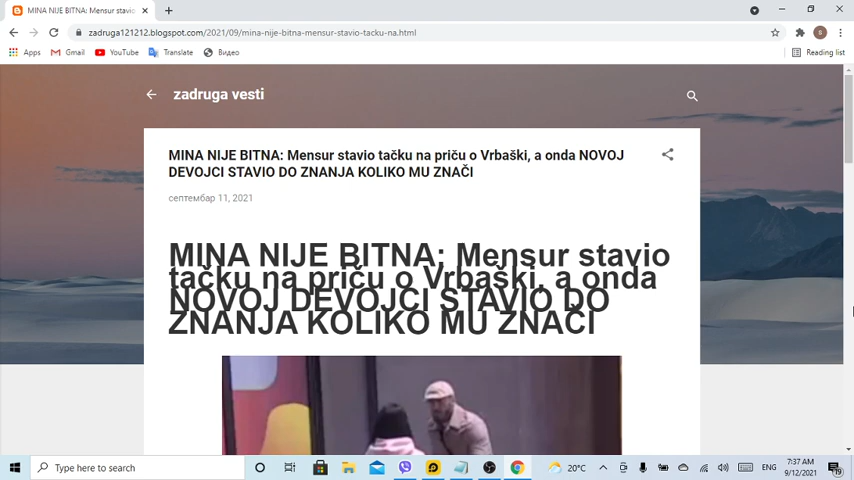 MINA NIJE BITNA: Mensur stavio
zadruga121212.blogspot.com/2021/09/mina-nije-bitna-mensur-stavio-tacku-na.html
B
Apps Gmail YouTube Translate Видео Reading list
zadruga vesti
MINA NIJE BITNA: Mensur stavio tačku na priču o Vrbaški, a onda NOVOJ
DEVOJCI STAVIO DO ZNANJA KOLIKO MU ZNAČI
септембар 11, 2021
MINA NIJE BITNA: Mensur stavio
tačku na priču o Vrbaški, a onda
NOVOJ DEVOJCI STAVIO DO
ZNANJA KOLIKO MU ZNAČI
Type here to search
20°C
ENG
7:37 AM
9/12/2021
19